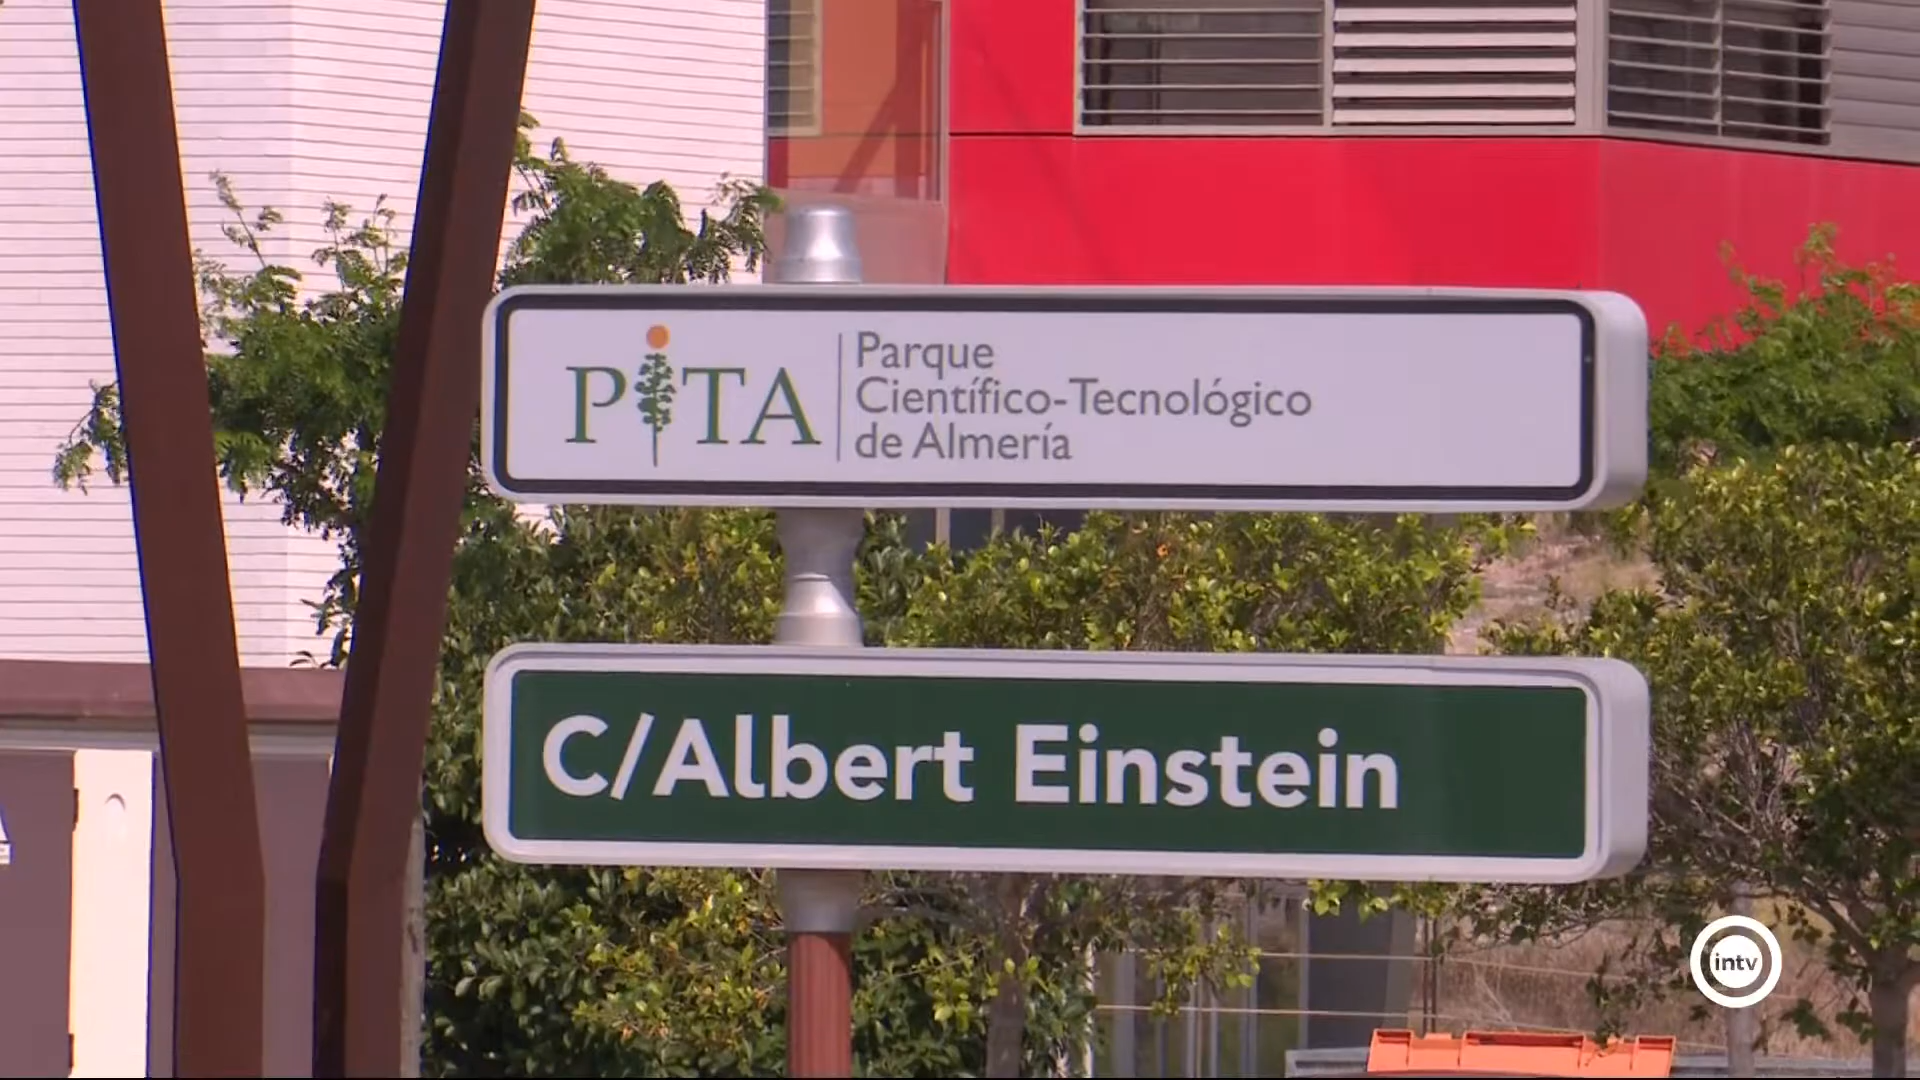 PITA
Parque
Científico-Tecnológico
de Almería
C/Albert Einstein
intv